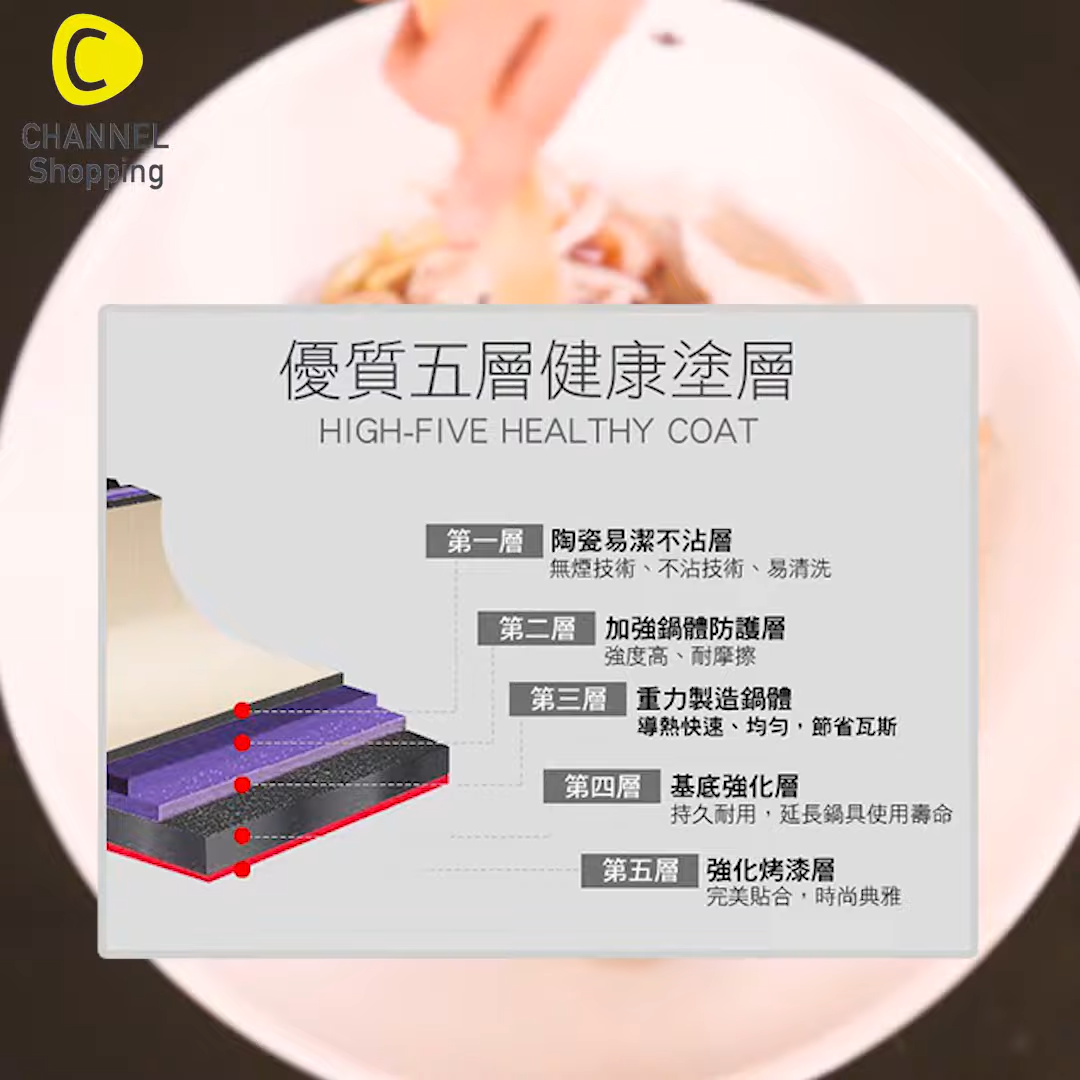 C
CHANNEL
Shopping
優質五層健康塗層
HIGH-FIVE HEALTHY COAT
第一層 陶瓷易潔不沾層
無煙技術、不沾技術、易清洗
第二層 加強鍋體防護層
強度高、耐摩擦
第三層 重力製造鍋體
導熱快速、均勻，節省瓦斯
第四層 基底強化層
持久耐用，延長鍋具使用壽命
第五層 強化烤漆層
完美貼合，時尚典雅